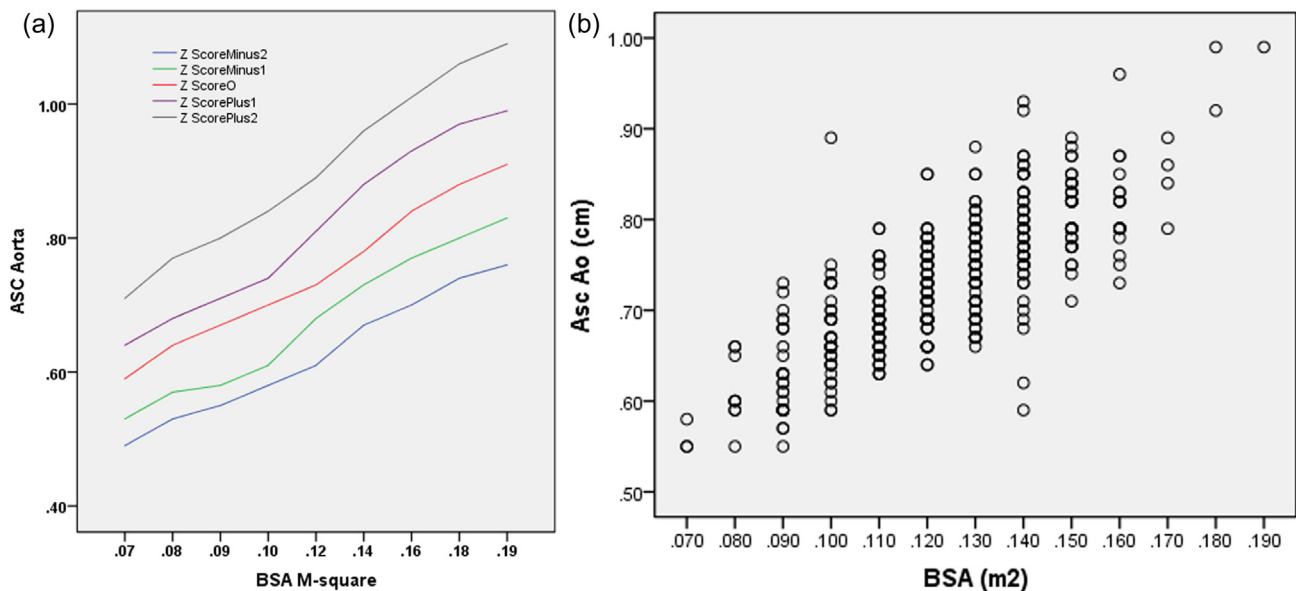 (a)
Z ScoreMinus2
Z ScoreMinus1
Z ScoreO
Z ScorePlus1
Z ScorePlus2
1.00
.80
.60
.40
ASC Aorta
.07 .08 .09 .10 .12 .14 .16 .18 .19
BSA M-square
(b)
1.00
.90
.80
.70
.60
.50
Asc Ao (cm)
.070 .080 .090 .100 .110 .120 .130 .140 .150 .160 .170 .180 .190
BSA (m2)